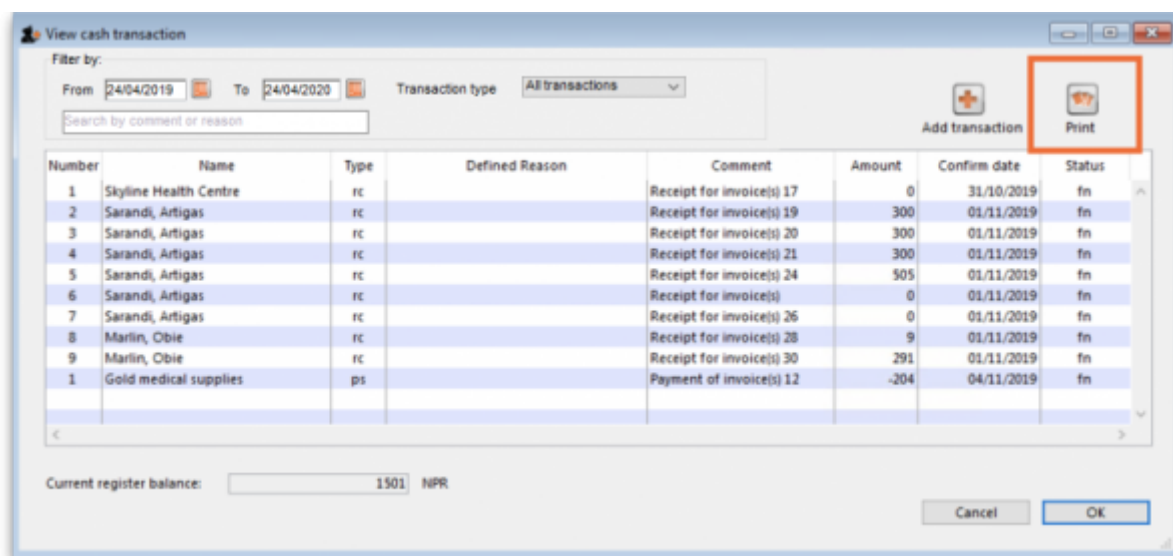 View cash transaction
Filter by:
From 24/04/2019 To 24/04/2020 Transaction type All transactions
Search by comment or reason
Add transaction Print
Number Name Type Defined Reason Comment Amount Confirm date Status
1 Skyline Health Centre rc Receipt for invoice(s) 17 0 31/10/2019 fn
2 Sarandi, Artigas rc Receipt for invoice(s) 19 300 01/11/2019 fn
3 Sarandi, Artigas rc Receipt for invoice(s) 20 300 01/11/2019 fn
4 Sarandi, Artigas rc Receipt for invoice(s) 21 300 01/11/2019 fn
5 Sarandi, Artigas rc Receipt for invoice(s) 24 505 01/11/2019 fn
6 Sarandi, Artigas rc Receipt for invoice(s) 0 01/11/2019 fn
7 Sarandi, Artigas rc Receipt for invoice(s) 26 0 01/11/2019 fn
8 Marlin, Obie rc Receipt for invoice(s) 28 9 01/11/2019 fn
9 Marlin, Obie rc Receipt for invoice(s) 30 291 01/11/2019 fn
1 Gold medical supplies ps Payment of invoice(s) 12 -204 04/11/2019 fn
Current register balance: 1501 NPR
Cancel OK